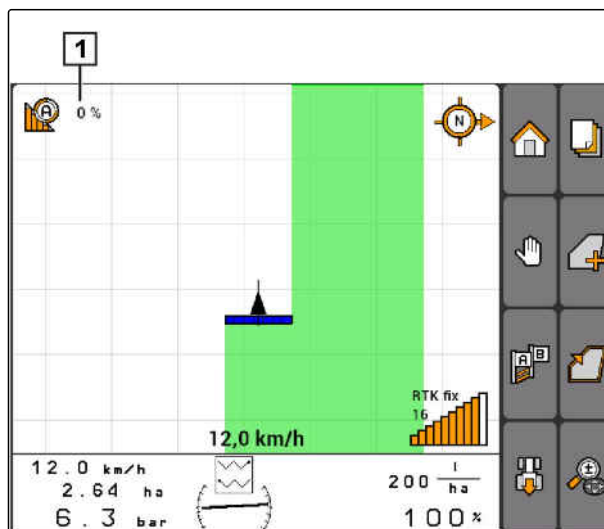 1
A
0 %
N
A B
RTK fix
16
12,0 km/h
12.0 km/h
2.64 ha
6.3 bar
200 l/ha
100 %